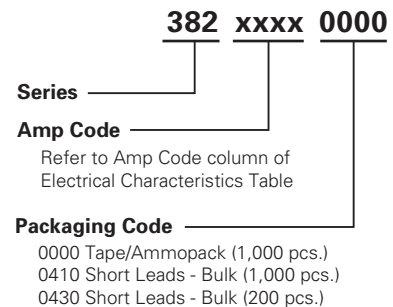 382 xxxx 0000
Series
Amp Code
Refer to Amp Code column of
Electrical Characteristics Table
Packaging Code
0000 Tape/Ammopack (1,000 pcs.)
0410 Short Leads - Bulk (1,000 pcs.)
0430 Short Leads - Bulk (200 pcs.)